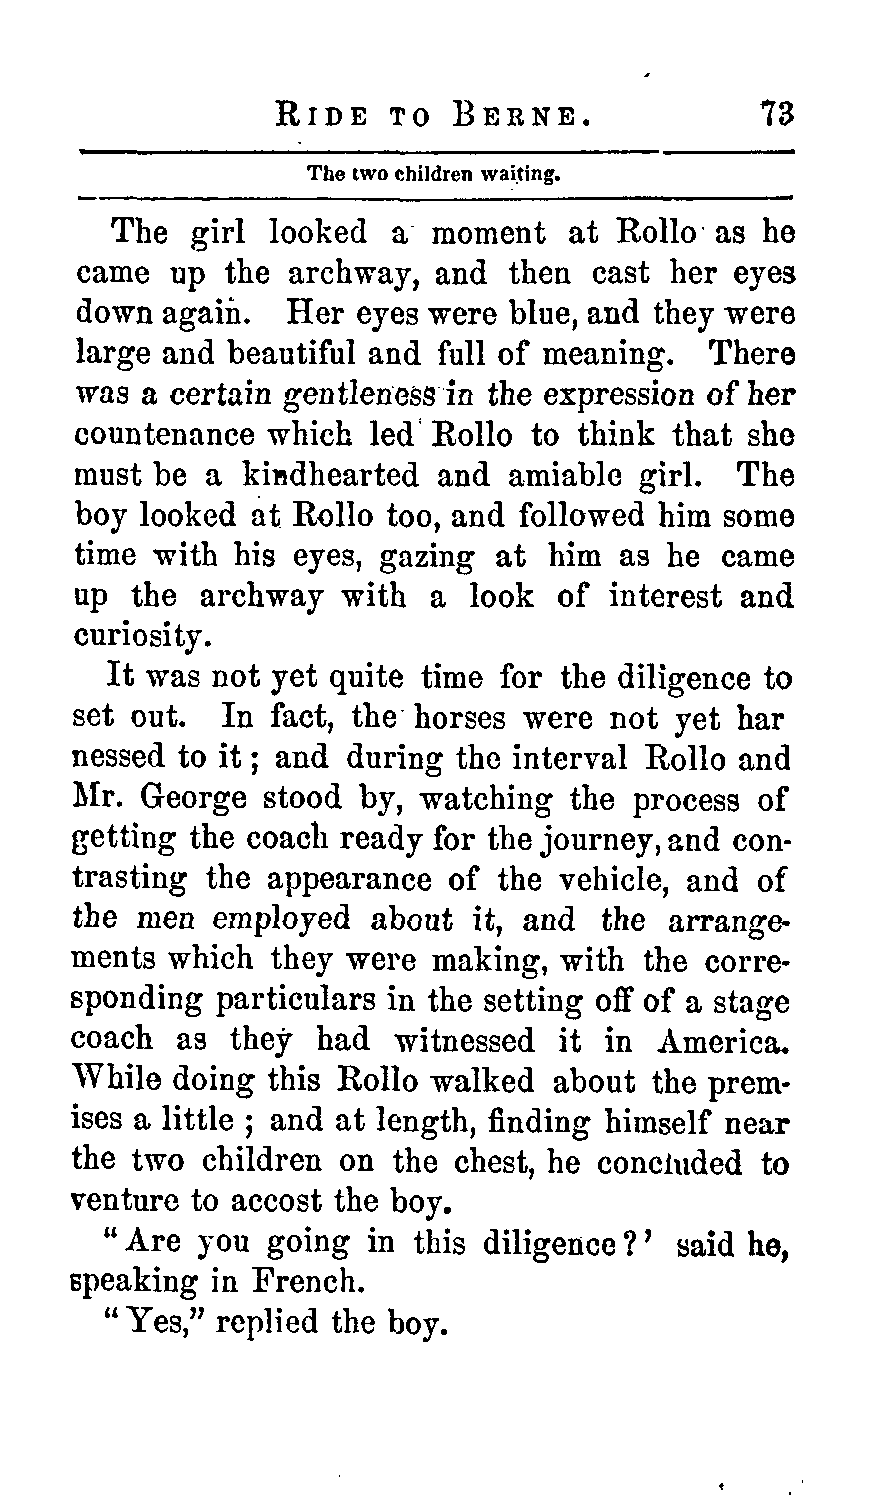 RIDE TO BERNE. 73
The two children waiting.
The girl looked a moment at Rollo as he
came up the archway, and then cast her eyes
down again. Her eyes were blue, and they were
large and beautiful and full of meaning. There
was a certain gentleness in the expression of her
countenance which led Rollo to think that she
must be a kindhearted and amiable girl. The
boy looked at Rollo too, and followed him some
time with his eyes, gazing at him as he came
up the archway with a look of interest and
curiosity.
It was not yet quite time for the diligence to
set out. In fact, the horses were not yet har
nessed to it; and during the interval Rollo and
Mr. George stood by, watching the process of
getting the coach ready for the journey, and con-
trasting the appearance of the vehicle, and of
the men employed about it, and the arrange-
ments which they were making, with the corre-
sponding particulars in the setting off of a stage
coach as they had witnessed it in America.
While doing this Rollo walked about the prem-
ises a little; and at length, finding himself near
the two children on the chest, he concluded to
venture to accost the boy.
"Are you going in this diligence?' said he,
speaking in French.
"Yes," replied the boy.